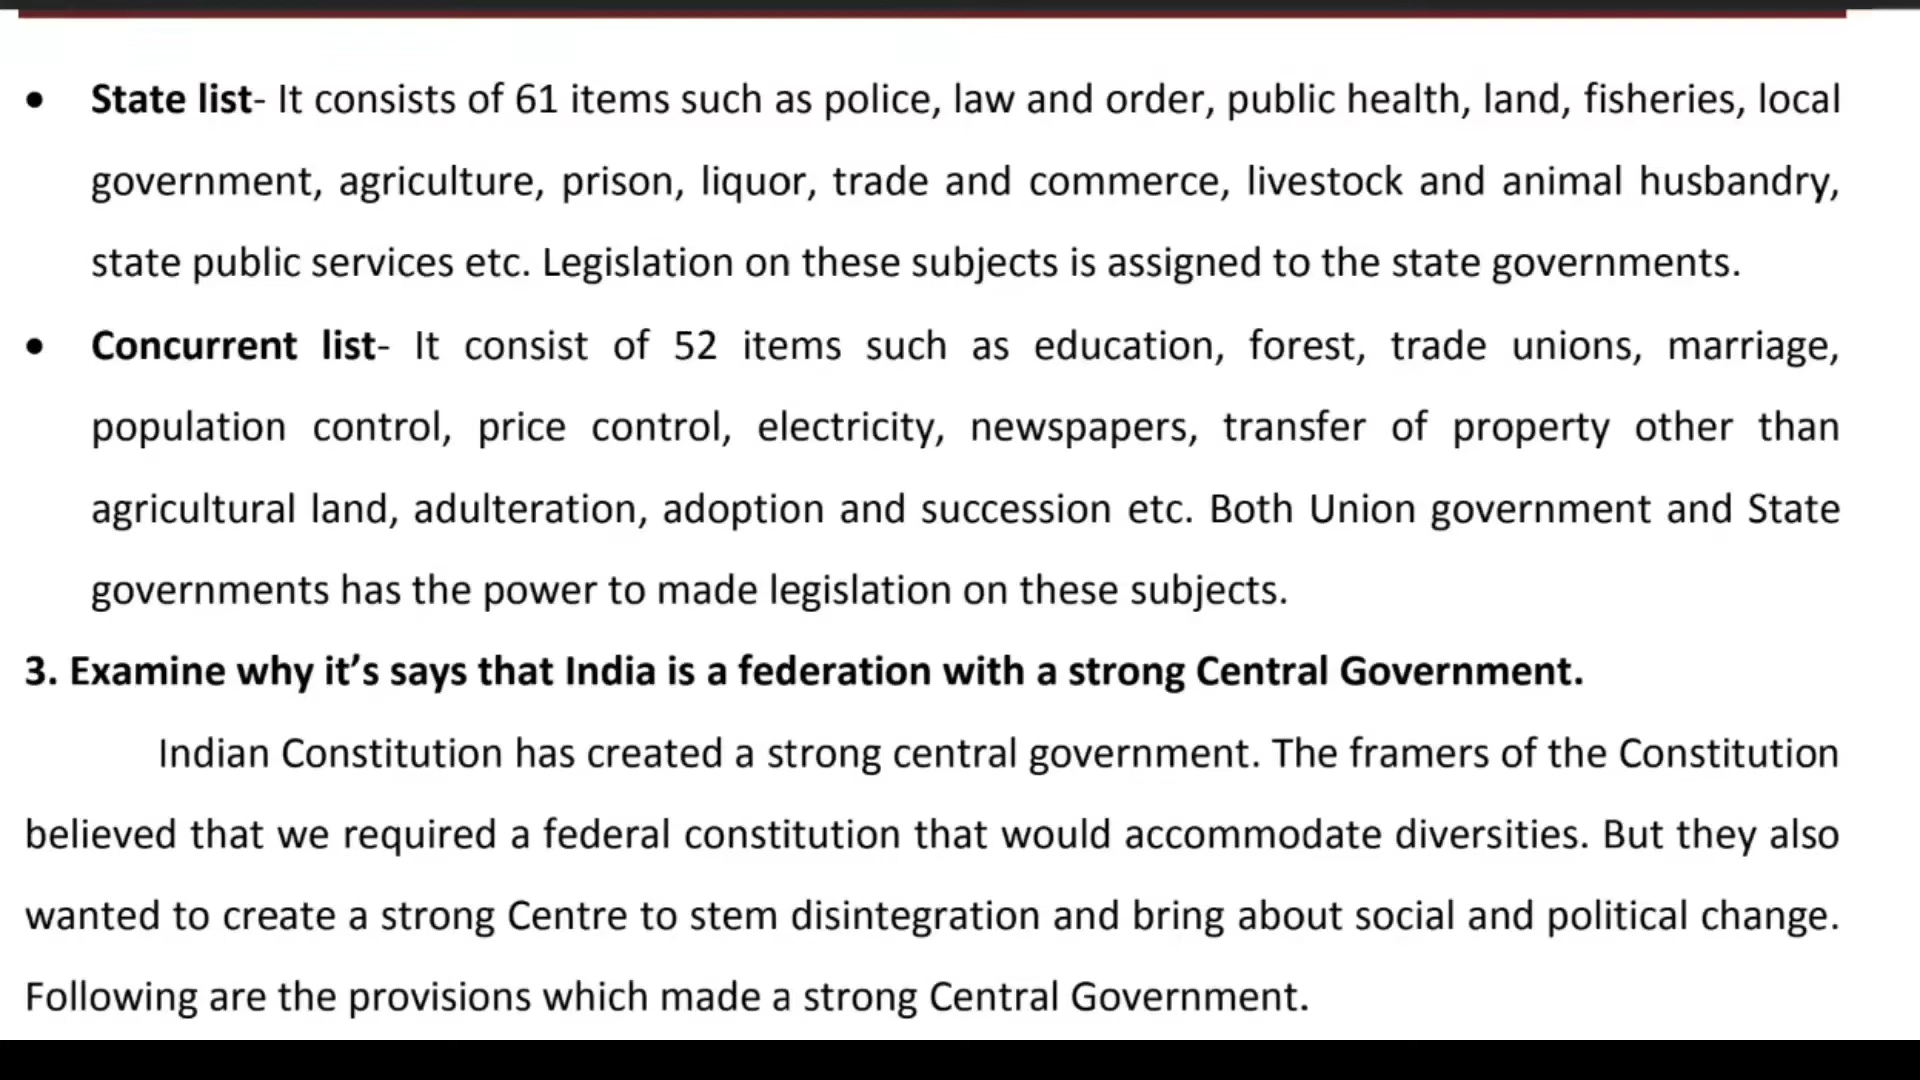 • State list- It consists of 61 items such as police, law and order, public health, land, fisheries, local
government, agriculture, prison, liquor, trade and commerce, livestock and animal husbandry,
state public services etc. Legislation on these subjects is assigned to the state governments.
• Concurrent list- It consist of 52 items such as education, forest, trade unions, marriage,
population control, price control, electricity, newspapers, transfer of property other than
agricultural land, adulteration, adoption and succession etc. Both Union government and State
governments has the power to made legislation on these subjects.
3. Examine why it’s says that India is a federation with a strong Central Government.
Indian Constitution has created a strong central government. The framers of the Constitution
believed that we required a federal constitution that would accommodate diversities. But they also
wanted to create a strong Centre to stem disintegration and bring about social and political change.
Following are the provisions which made a strong Central Government.